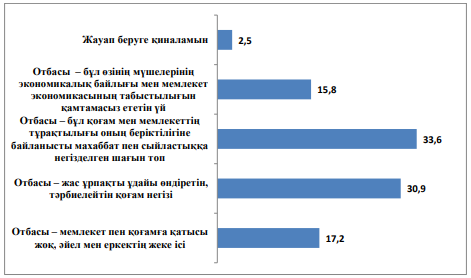 Жауап беруге қиналамын
2,5
Отбасы – бұл өзінің мүшелерінің
экономикалық байлығы мен мемлекет
экономикасының табыстылығын
қамтамасыз ететін үй
15,8
Отбасы – бұл қоғам мен мемлекеттің
тұрақтылығы оның беріктілігіне
байланысты махаббат пен сыйластыққа
негізделген шағын топ
33,6
Отбасы – жас ұрпақты ұдайы өндіретін,
тәрбиелейтін қоғам негізі
30,9
Отбасы – мемлекет пен қоғамға қатысы
жоқ, әйел мен еркектің жеке ісі
17,2